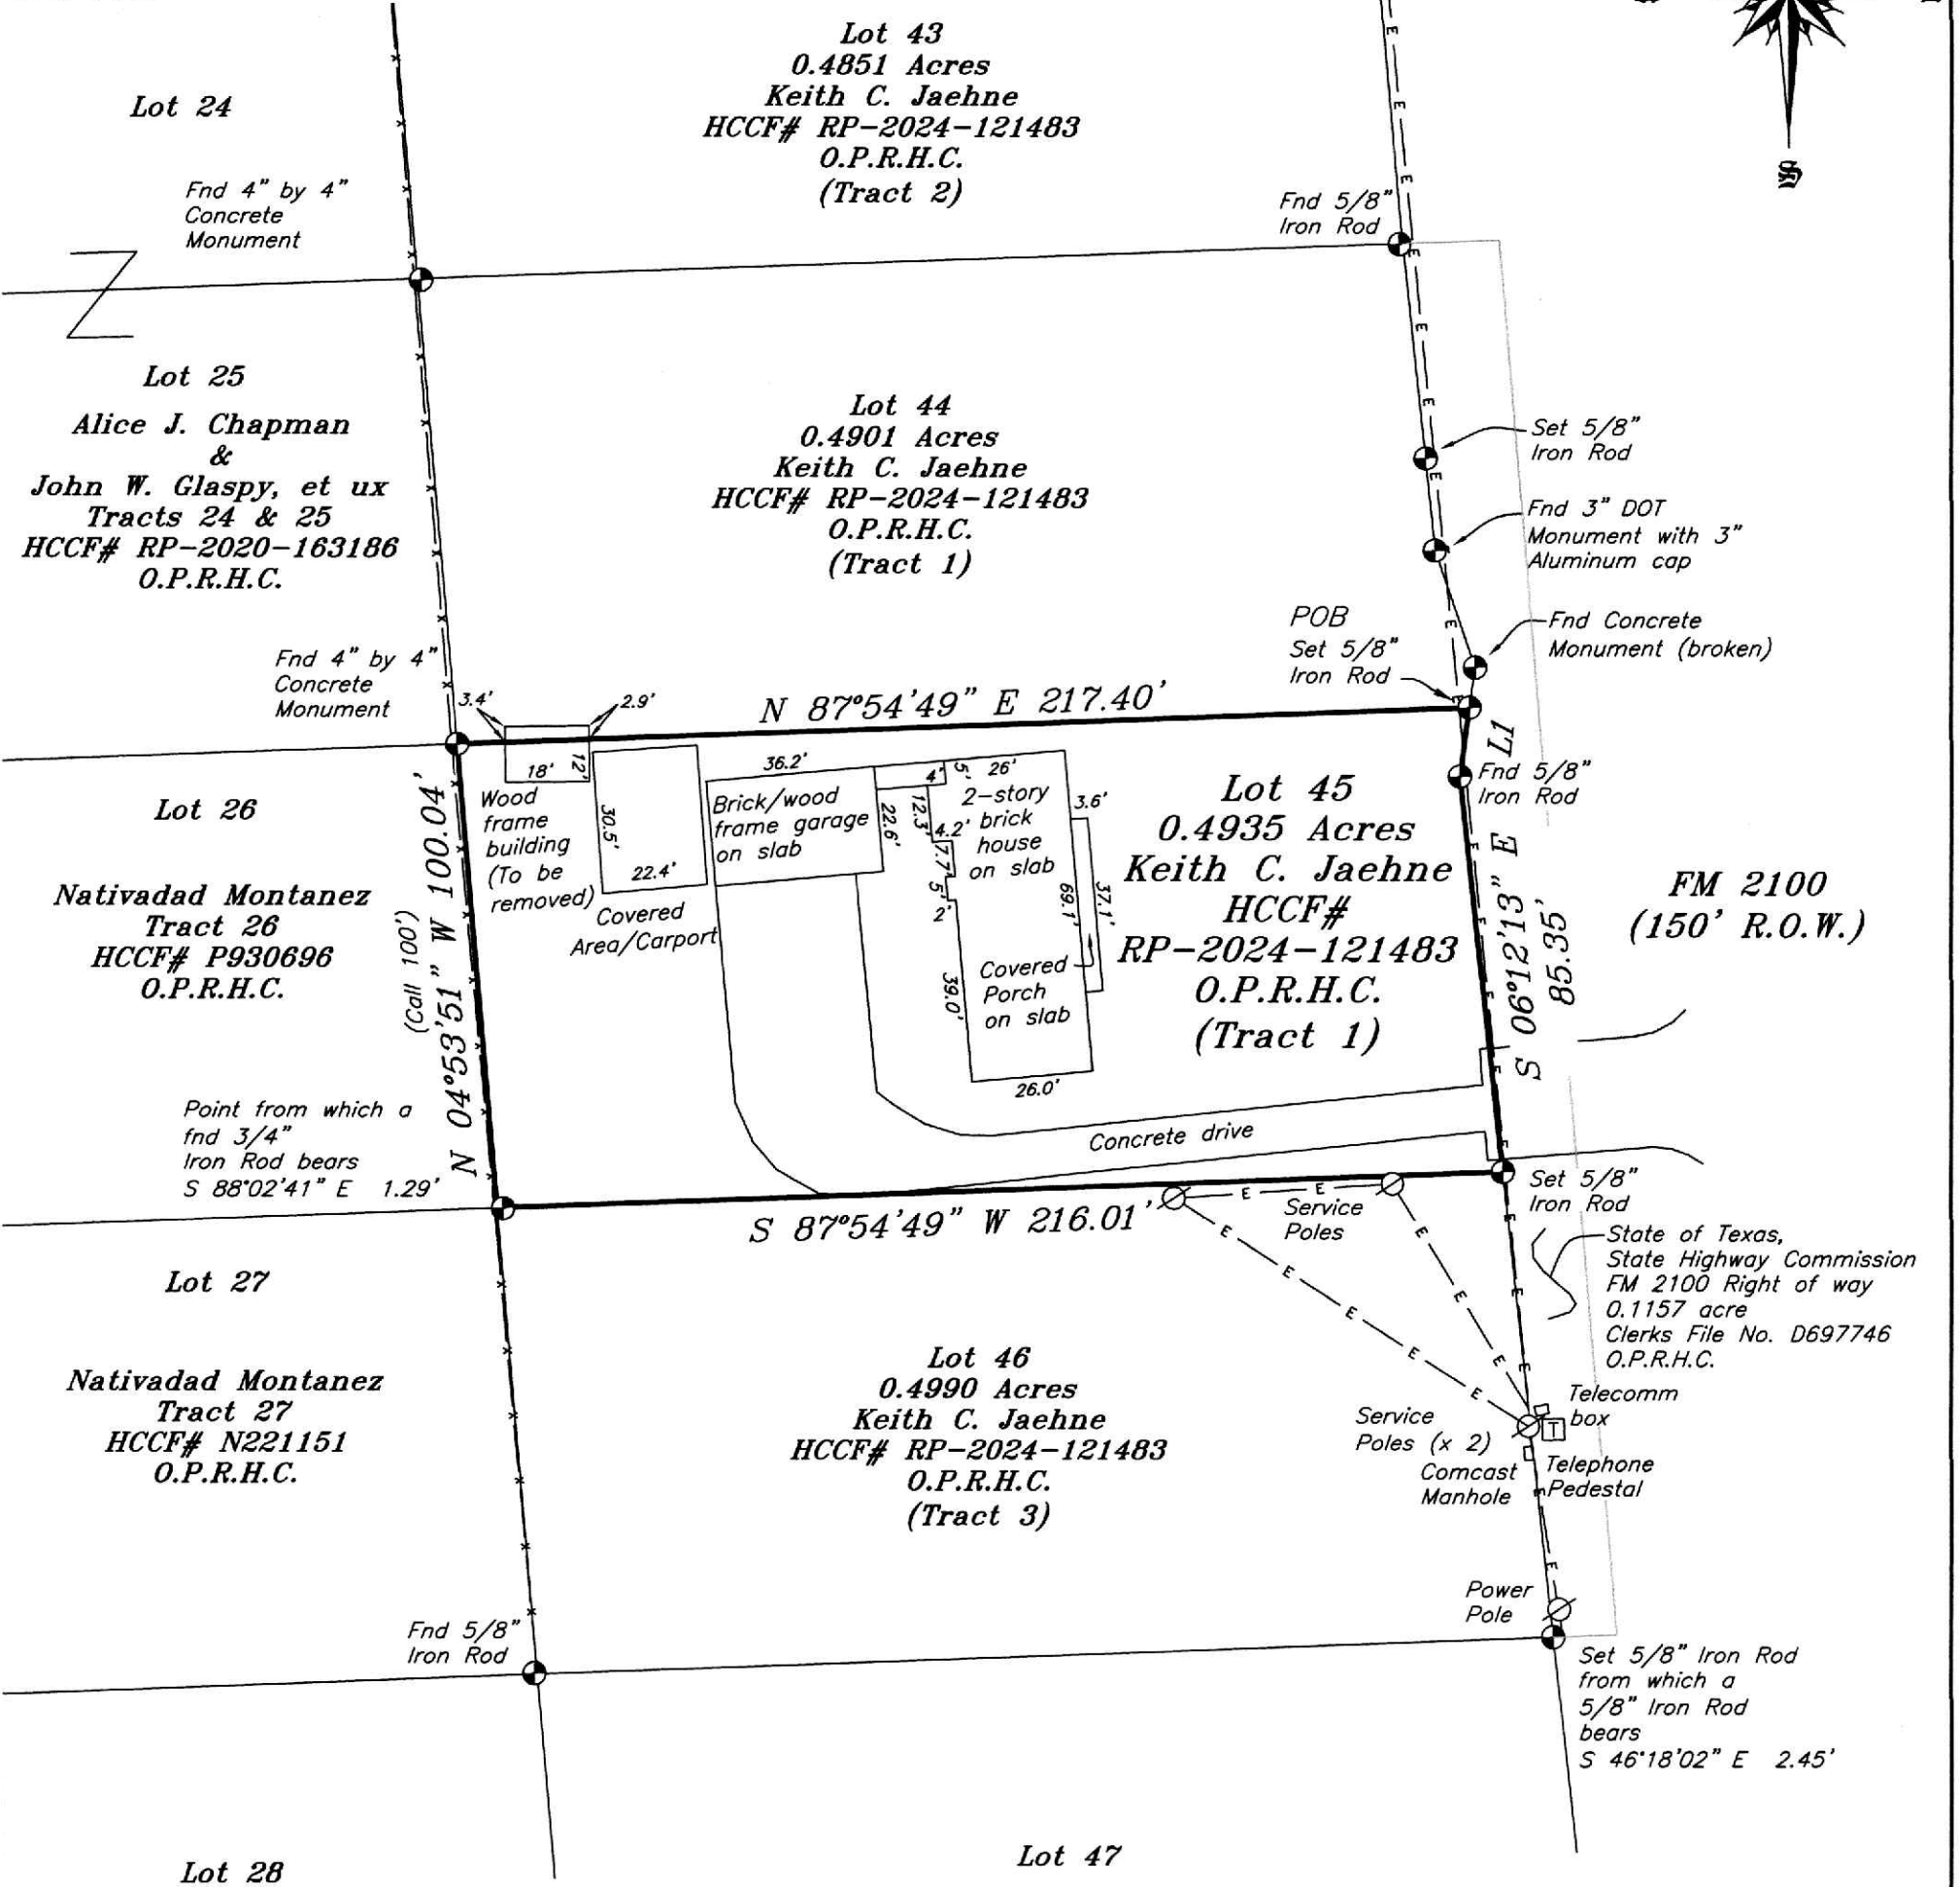 Lot 43
0.4851 Acres
Keith C. Jaehne
HCCF# RP-2024-121483
O.P.R.H.C.
(Tract 2)
Lot 24
S
Fnd 4" by 4"
Concrete
Monument
Fnd 5/8"
Iron Rod
Lot 25
Alice J. Chapman
&
John W. Glaspy, et ux
Tracts 24 & 25
HCCF# RP-2020-163186
O.P.R.H.C.
Lot 44
0.4901 Acres
Keith C. Jaehne
HCCF# RP-2024-121483
O.P.R.H.C.
(Tract 1)
Set 5/8"
Iron Rod
Fnd 3" DOT
Monument with 3"
Aluminum cap
Fnd Concrete
Monument (broken)
POB
Set 5/8"
Iron Rod
Fnd 4" by 4"
Concrete
Monument
3.4'
2.9'
N 87°54'49" E 217.40'
L1
Fnd 5/8"
Iron Rod
18'
12'
Wood
frame
building
(To be
removed)
30.5'
22.4'
Covered
Area/Carport
36.2'
Brick/wood
frame garage
on slab
22.6'
4'
5'
26'
12.3'
4.2'
7.7'
5'
2'
2-story
brick
house
on slab
3.6'
69.1'
37.1'
39.0'
Covered
Porch
on slab
26.0'
Lot 45
0.4935 Acres
Keith C. Jaehne
HCCF#
RP-2024-121483
O.P.R.H.C.
(Tract 1)
S 06°12'13" E
85.35'
FM 2100
(150' R.O.W.)
Lot 26
Nativadad Montanez
Tract 26
HCCF# P930696
O.P.R.H.C.
(Call 100')
N 04°53'51" W 100.04'
Point from which a
fnd 3/4"
Iron Rod bears
S 88°02'41" E 1.29'
Concrete drive
S 87°54'49" W 216.01'
Service
Poles
Set 5/8"
Iron Rod
State of Texas,
State Highway Commission
FM 2100 Right of way
0.1157 acre
Clerks File No. D697746
O.P.R.H.C.
Lot 27
Nativadad Montanez
Tract 27
HCCF# N221151
O.P.R.H.C.
Lot 46
0.4990 Acres
Keith C. Jaehne
HCCF# RP-2024-121483
O.P.R.H.C.
(Tract 3)
Telecomm
box
T
Service
Poles (x 2)
Comcast
Manhole
Telephone
Pedestal
Power
Pole
Fnd 5/8"
Iron Rod
Set 5/8" Iron Rod
from which a
5/8" Iron Rod
bears
S 46°18'02" E 2.45'
Lot 28
Lot 47